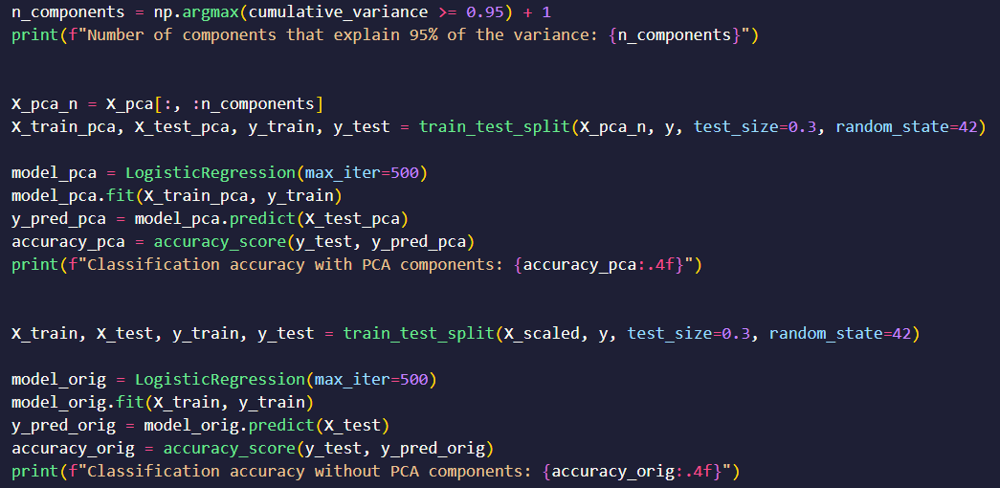 n_components = np.argmax(cumulative_variance >= 0.95) + 1
print(f"Number of components that explain 95% of the variance: {n_components}")
X_pca_n = X_pca[:, :n_components]
X_train_pca, X_test_pca, y_train, y_test = train_test_split(X_pca_n, y, test_size=0.3, random_state=42)
model_pca = LogisticRegression(max_iter=500)
model_pca.fit(X_train_pca, y_train)
y_pred_pca = model_pca.predict(X_test_pca)
accuracy_pca = accuracy_score(y_test, y_pred_pca)
print(f"Classification accuracy with PCA components: {accuracy_pca:.4f}")
X_train, X_test, y_train, y_test = train_test_split(X_scaled, y, test_size=0.3, random_state=42)
model_orig = LogisticRegression(max_iter=500)
model_orig.fit(X_train, y_train)
y_pred_orig = model_orig.predict(X_test)
accuracy_orig = accuracy_score(y_test, y_pred_orig)
print(f"Classification accuracy without PCA components: {accuracy_orig:.4f}")